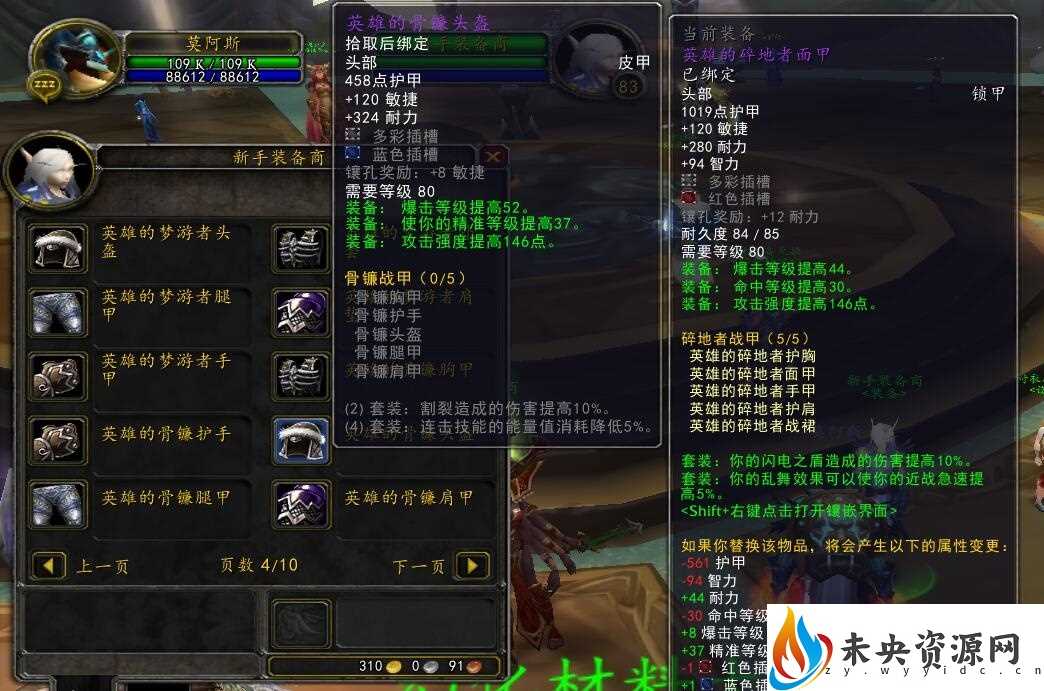 莫阿斯
109 K / 109 K
88612 / 88612
zzz
83
新手装备商
英雄的梦游者头
盔
英雄的梦游者腿
甲
英雄的梦游者手
甲
英雄的骨镰护手
英雄的骨镰腿甲
英雄的骨镰肩甲
上一页
页数 4/10
下一页
310
0
91
英雄的骨镰头盔
拾取后绑定
头部
皮甲
458点护甲
+120 敏捷
+324 耐力
多彩插槽
蓝色插槽
镶孔奖励：+8 敏捷
需要等级 80
装备： 爆击等级提高52。
装备： 使你的精准等级提高37。
装备： 攻击强度提高146点。
骨镰战甲（0/5）
骨镰胸甲
骨镰护手
骨镰头盔
骨镰腿甲
骨镰肩甲
(2) 套装：割裂造成的伤害提高10%。
(4) 套装：连击技能的能量值消耗降低5%。
当前装备
英雄的碎地者面甲
已绑定
头部
锁甲
1019点护甲
+120 敏捷
+280 耐力
+94 智力
多彩插槽
红色插槽
镶孔奖励：+12 耐力
耐久度 84 / 85
需要等级 80
装备： 爆击等级提高44。
装备： 命中等级提高30。
装备： 攻击强度提高146点。
碎地者战甲（5/5）
英雄的碎地者护胸
英雄的碎地者面甲
英雄的碎地者手甲
英雄的碎地者护肩
英雄的碎地者战裙
套装：你的闪电之盾造成的伤害提高10%。
套装：你的乱舞效果可以使你的近战急速提
高5%。
<Shift+右键点击打开镶嵌界面>
如果你替换该物品，将会产生以下的属性变更：
-561 护甲
-94 智力
+44 耐力
-30 命中等级
+8 爆击等级
+37 精准等级
-1 红色插
+1 蓝色插
新手装备商
<装备>
材料
未央资源网
zy.wyyidc.cn